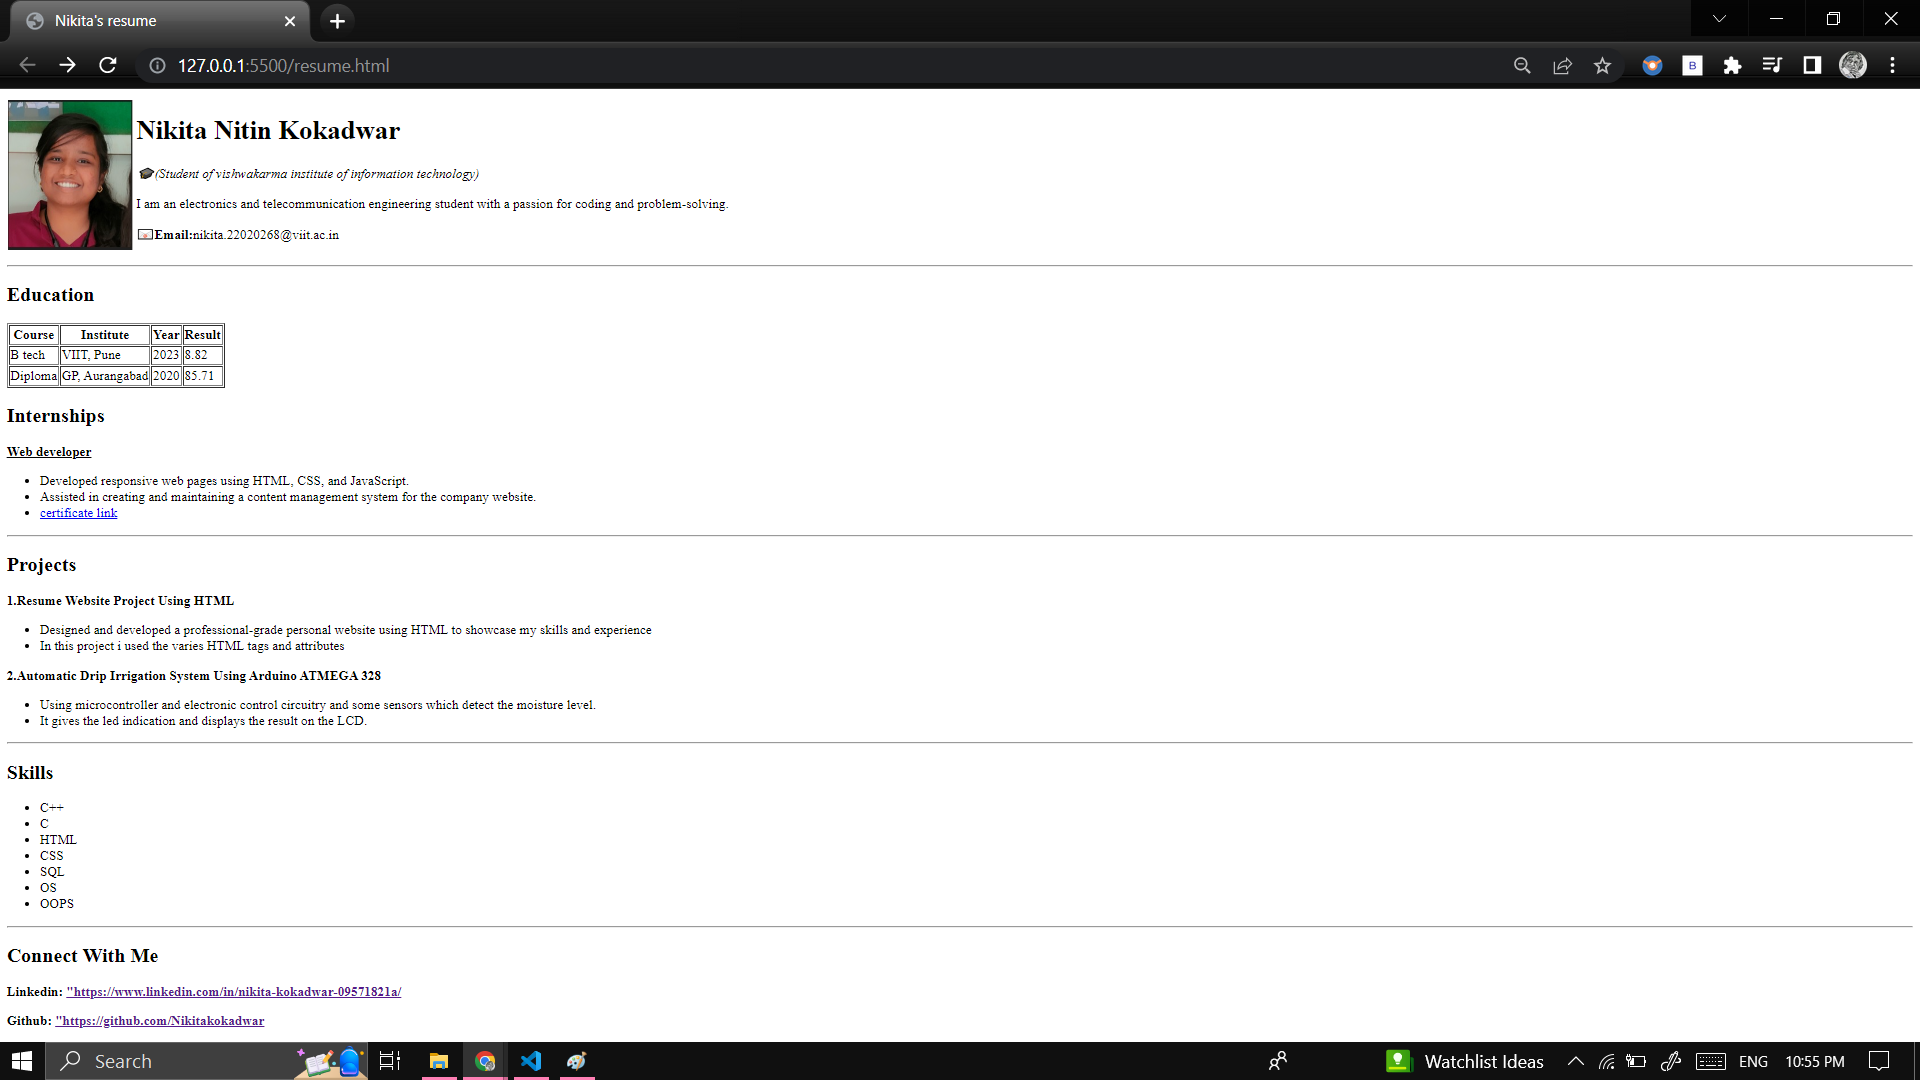 Nikita's resume
127.0.0.1:5500/resume.html
B
Nikita Nitin Kokadwar
🎓(Student of vishwakarma institute of information technology)
I am an electronics and telecommunication engineering student with a passion for coding and problem-solving.
📧Email:nikita.22020268@viit.ac.in
Education
Course Institute Year Result
B tech VIIT, Pune 2023 8.82
Diploma GP, Aurangabad 2020 85.71
Internships
Web developer
• Developed responsive web pages using HTML, CSS, and JavaScript.
• Assisted in creating and maintaining a content management system for the company website.
• certificate link
Projects
1.Resume Website Project Using HTML
• Designed and developed a professional-grade personal website using HTML to showcase my skills and experience
• In this project i used the varies HTML tags and attributes
2.Automatic Drip Irrigation System Using Arduino ATMEGA 328
• Using microcontroller and electronic control circuitry and some sensors which detect the moisture level.
• It gives the led indication and displays the result on the LCD.
Skills
• C++
• C
• HTML
• CSS
• SQL
• OS
• OOPS
Connect With Me
Linkedin: "https://www.linkedin.com/in/nikita-kokadwar-09571821a/
Github: "https://github.com/Nikitakokadwar
Search
Watchlist Ideas
ENG
10:55 PM